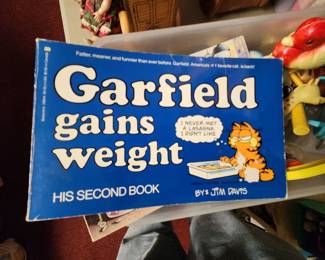 Fatter, meaner, and funnier than ever before. Garfield: America's #1 favorite cat, is back!
Garfield
gains
weight
I NEVER MET
A LASAGNA
I DIDN'T LIKE
HIS SECOND BOOK
BY: JIM DAVIS